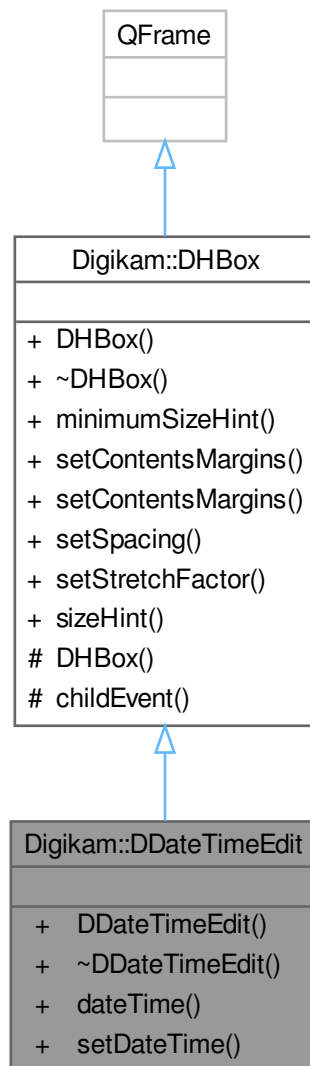 QFrame
Digikam::DHBox
+ DHBox()
+ ~DHBox()
+ minimumSizeHint()
+ setContentsMargins()
+ setContentsMargins()
+ setSpacing()
+ setStretchFactor()
+ sizeHint()
# DHBox()
# childEvent()
Digikam::DDateTimeEdit
+ DDateTimeEdit()
+ ~DDateTimeEdit()
+ dateTime()
+ setDateTime()